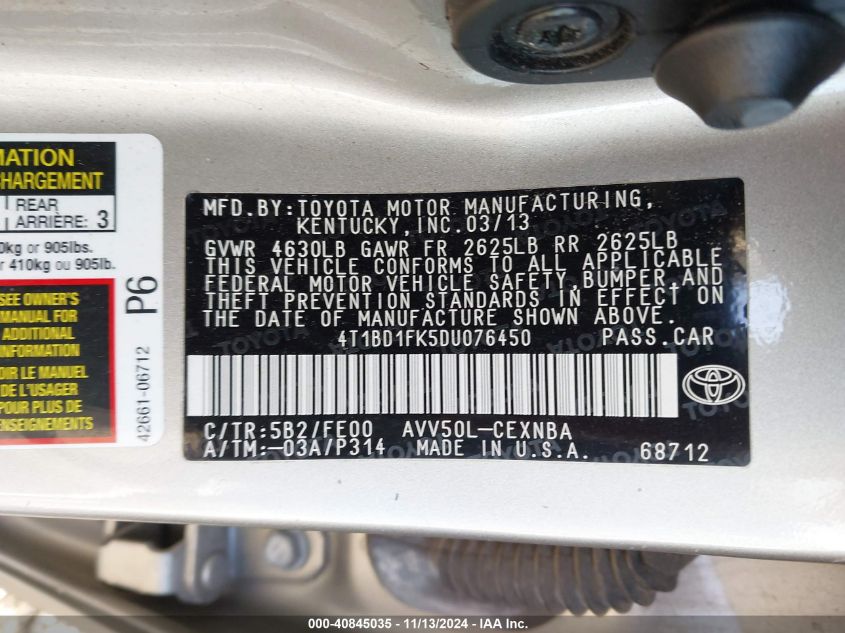 MATION
CHARGEMENT
REAR
ARRIÈRE: 3
0kg or 905lbs.
r 410kg ou 905lb.
SEE OWNER'S
MANUAL FOR
ADDITIONAL
INFORMATION
OIR LE MANUEL
DE L'USAGER
POUR PLUS DE
RENSEIGNEMENTS
P6
42661-06712
MFD.BY:TOYOTA MOTOR MANUFACTURING,
KENTUCKY,INC.03/13
GVWR 4630LB GAWR FR 2625LB RR 2625LB
THIS VEHICLE CONFORMS TO ALL APPLICABLE
FEDERAL MOTOR VEHICLE SAFETY,BUMPER,AND
THEFT PREVENTION STANDARDS IN EFFECT ON
THE DATE OF MANUFACTURE SHOWN ABOVE.
4T1BD1FK5DU076450 PASS.CAR
C/TR:5B2/FE00 AVV50L-CEXNBA
A/TM:-03A/P314 MADE IN U.S.A. 68712
000-40845035 - 11/13/2024 - IAA Inc.